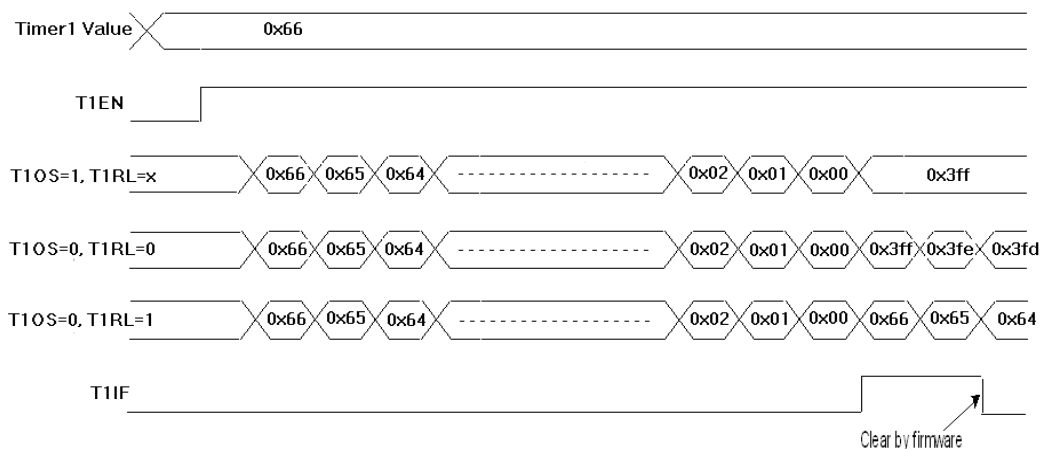 Timer1 Value 0x66
T1EN
T1OS=1, T1RL=x 0x66 0x65 0x64 0x02 0x01 0x00 0x3ff
T1OS=0, T1RL=0 0x66 0x65 0x64 0x02 0x01 0x00 0x3ff 0x3fe 0x3fd
T1OS=0, T1RL=1 0x66 0x65 0x64 0x02 0x01 0x00 0x66 0x65 0x64
T1IF
Clear by firmware